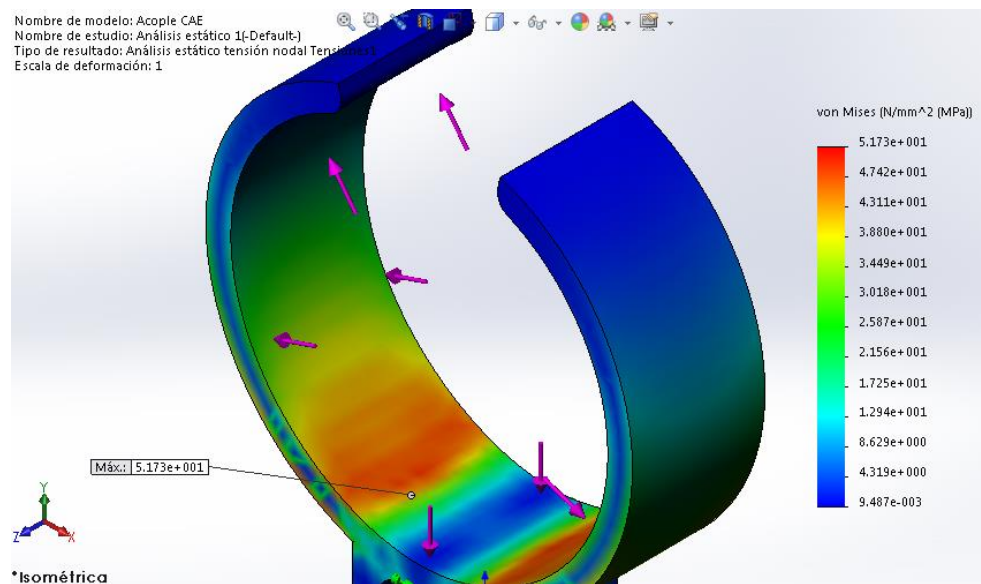 Nombre de modelo: Acople CAE
Nombre de estudio: Análisis estático 1(-Default-)
Tipo de resultado: Análisis estático tensión nodal
Escala de deformación: 1
von Mises (N/mm^2 (MPa))
5.173e+001
4.742e+001
4.311e+001
3.880e+001
3.449e+001
3.018e+001
2.587e+001
2.156e+001
1.725e+001
1.294e+001
8.629e+000
4.319e+000
9.487e-003
Máx.: 5.173e+001
Y
Z
X
*Isométrica